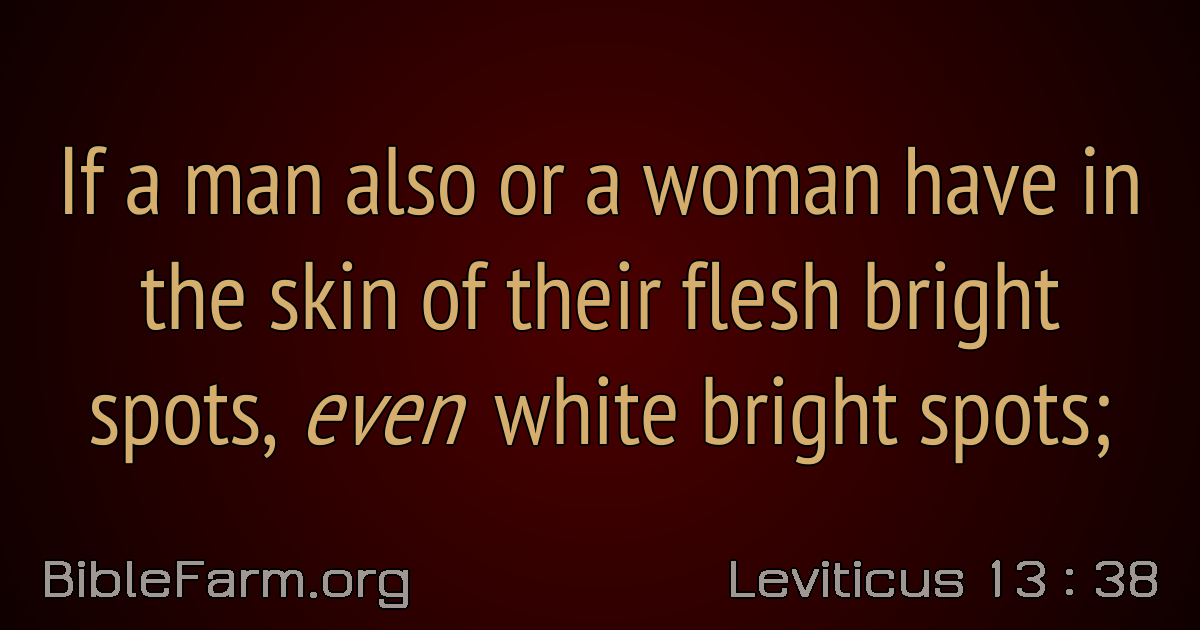 If a man also or a woman have in
the skin of their flesh bright
spots, even white bright spots;
BibleFarm.org
Leviticus 13 : 38